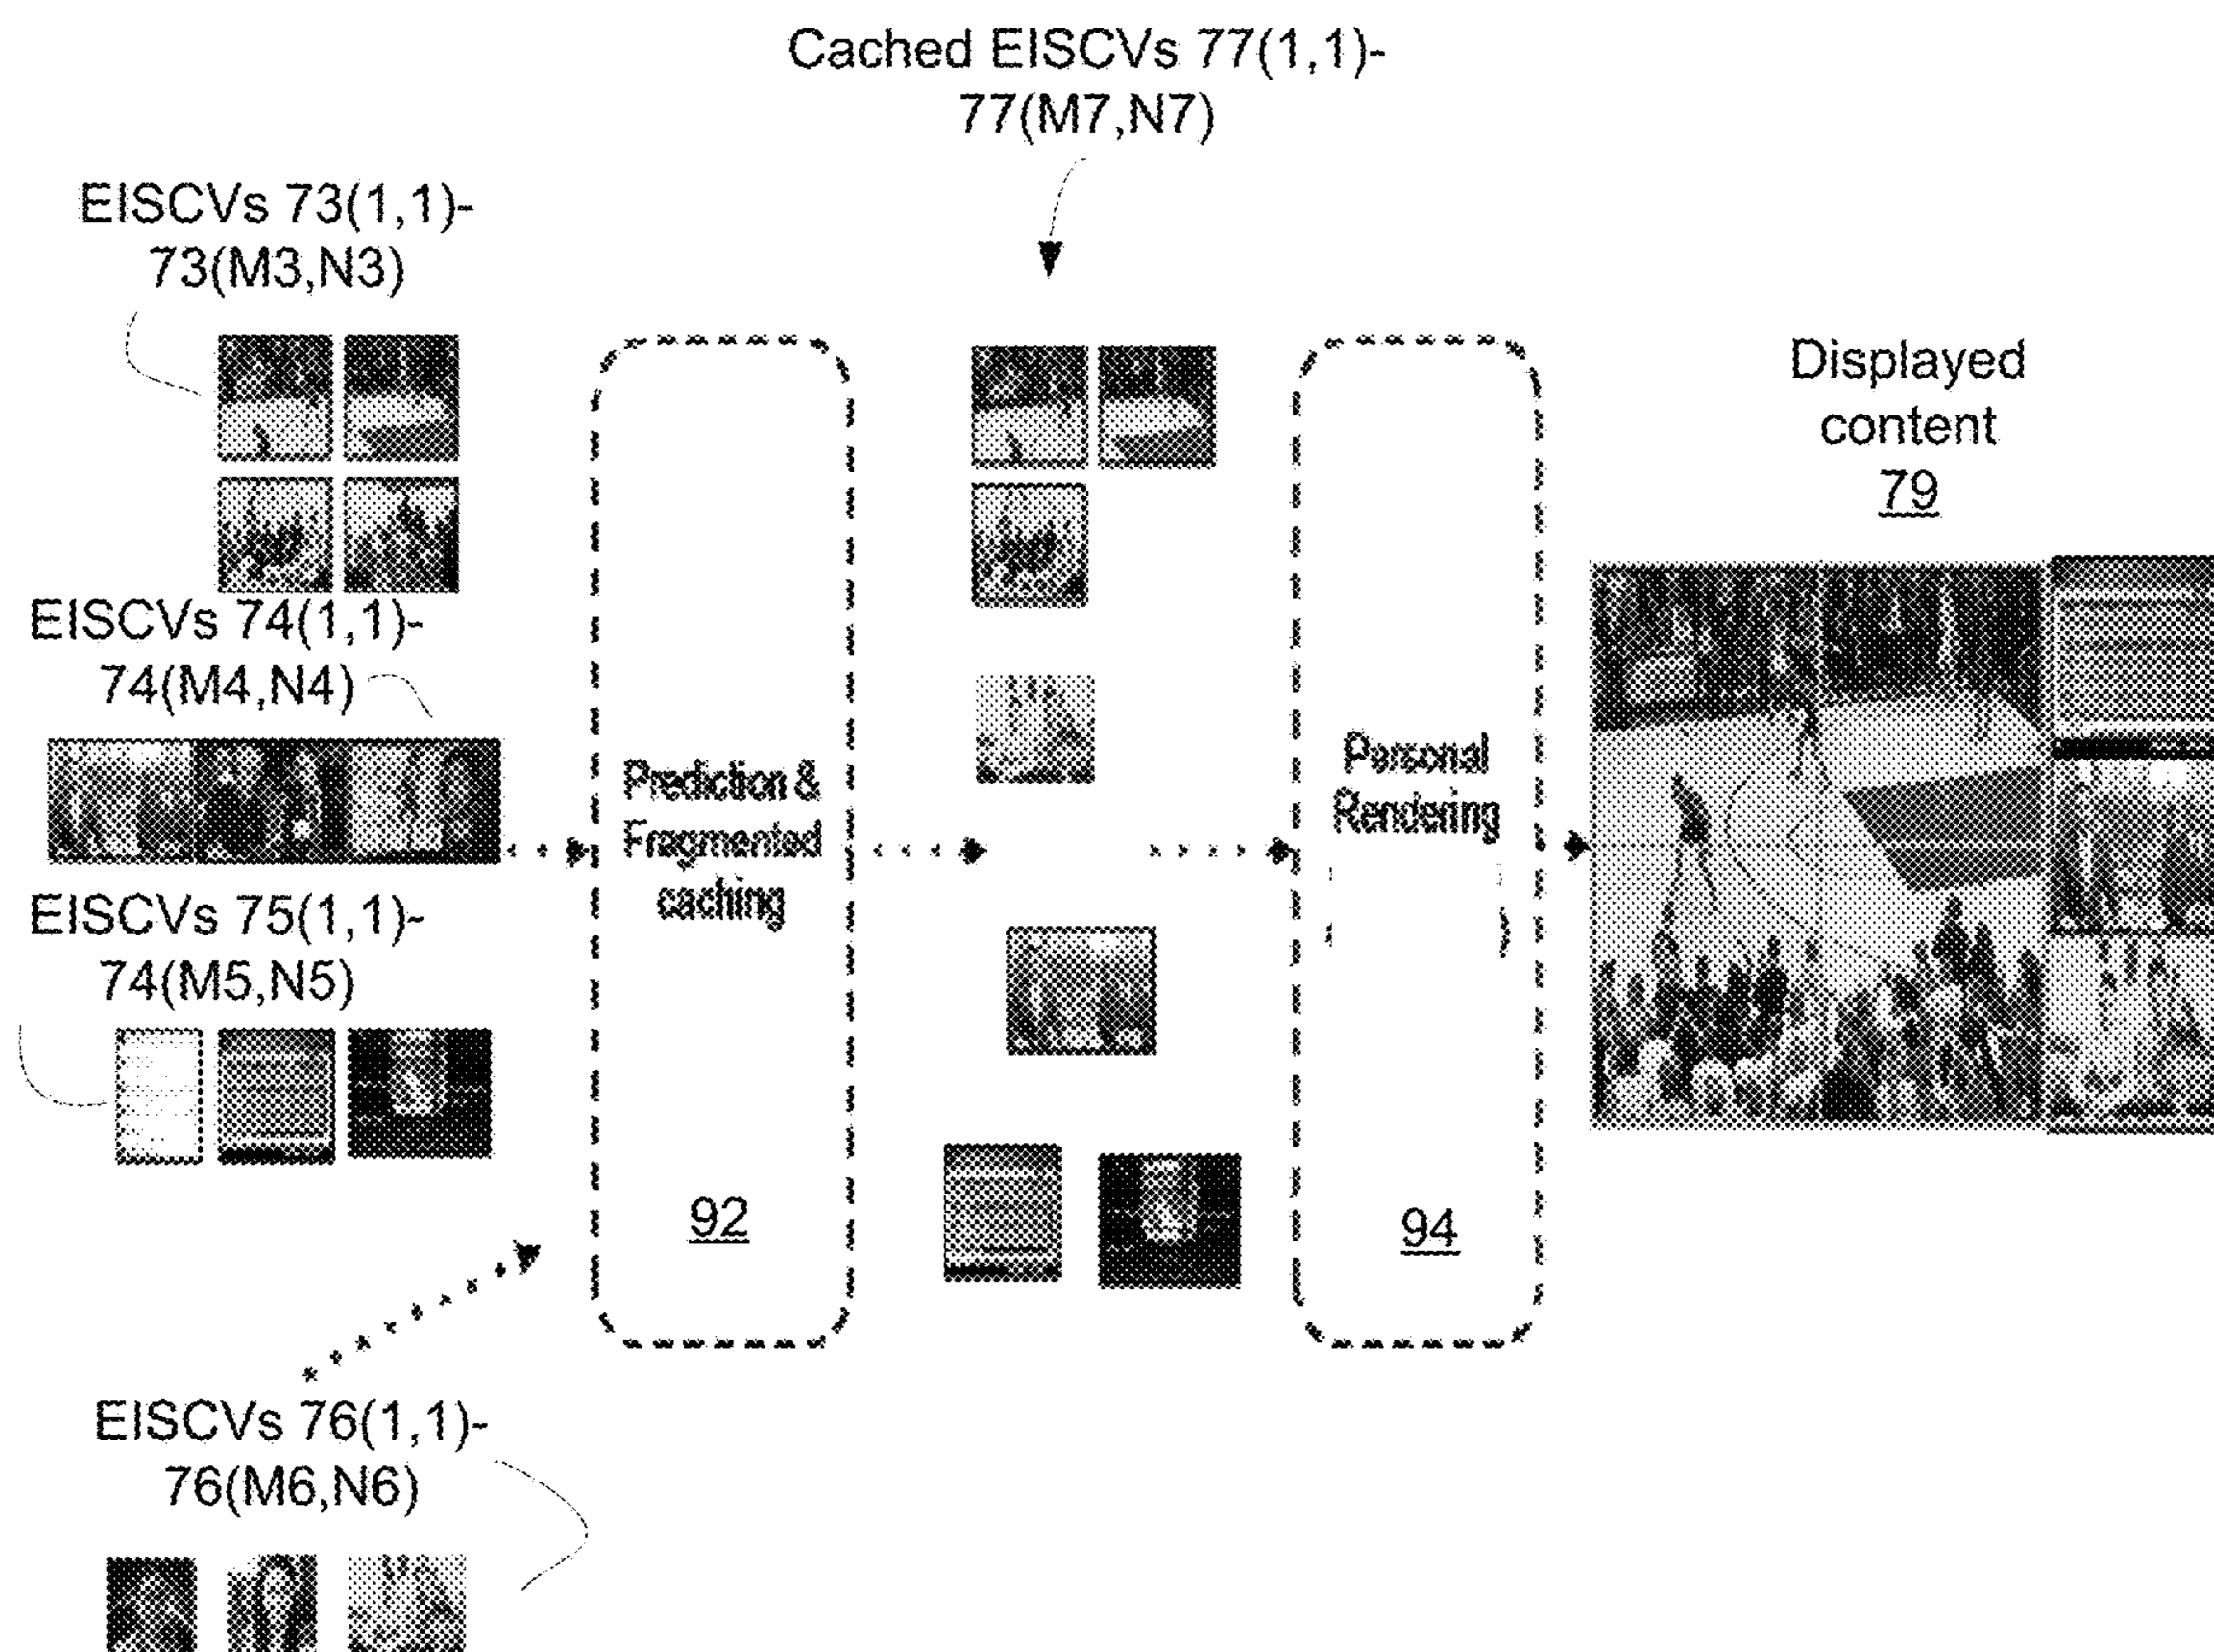 Cached EISCVs 77(1,1)-
77(M7,N7)
EISCVs 73(1,1)-
73(M3,N3)
Displayed
content
79
EISCVs 74(1,1)-
74(M4,N4)
Prediction &
Fragmented
caching
92
Personal
Rendering
94
EISCVs 75(1,1)-
74(M5,N5)
EISCVs 76(1,1)-
76(M6,N6)